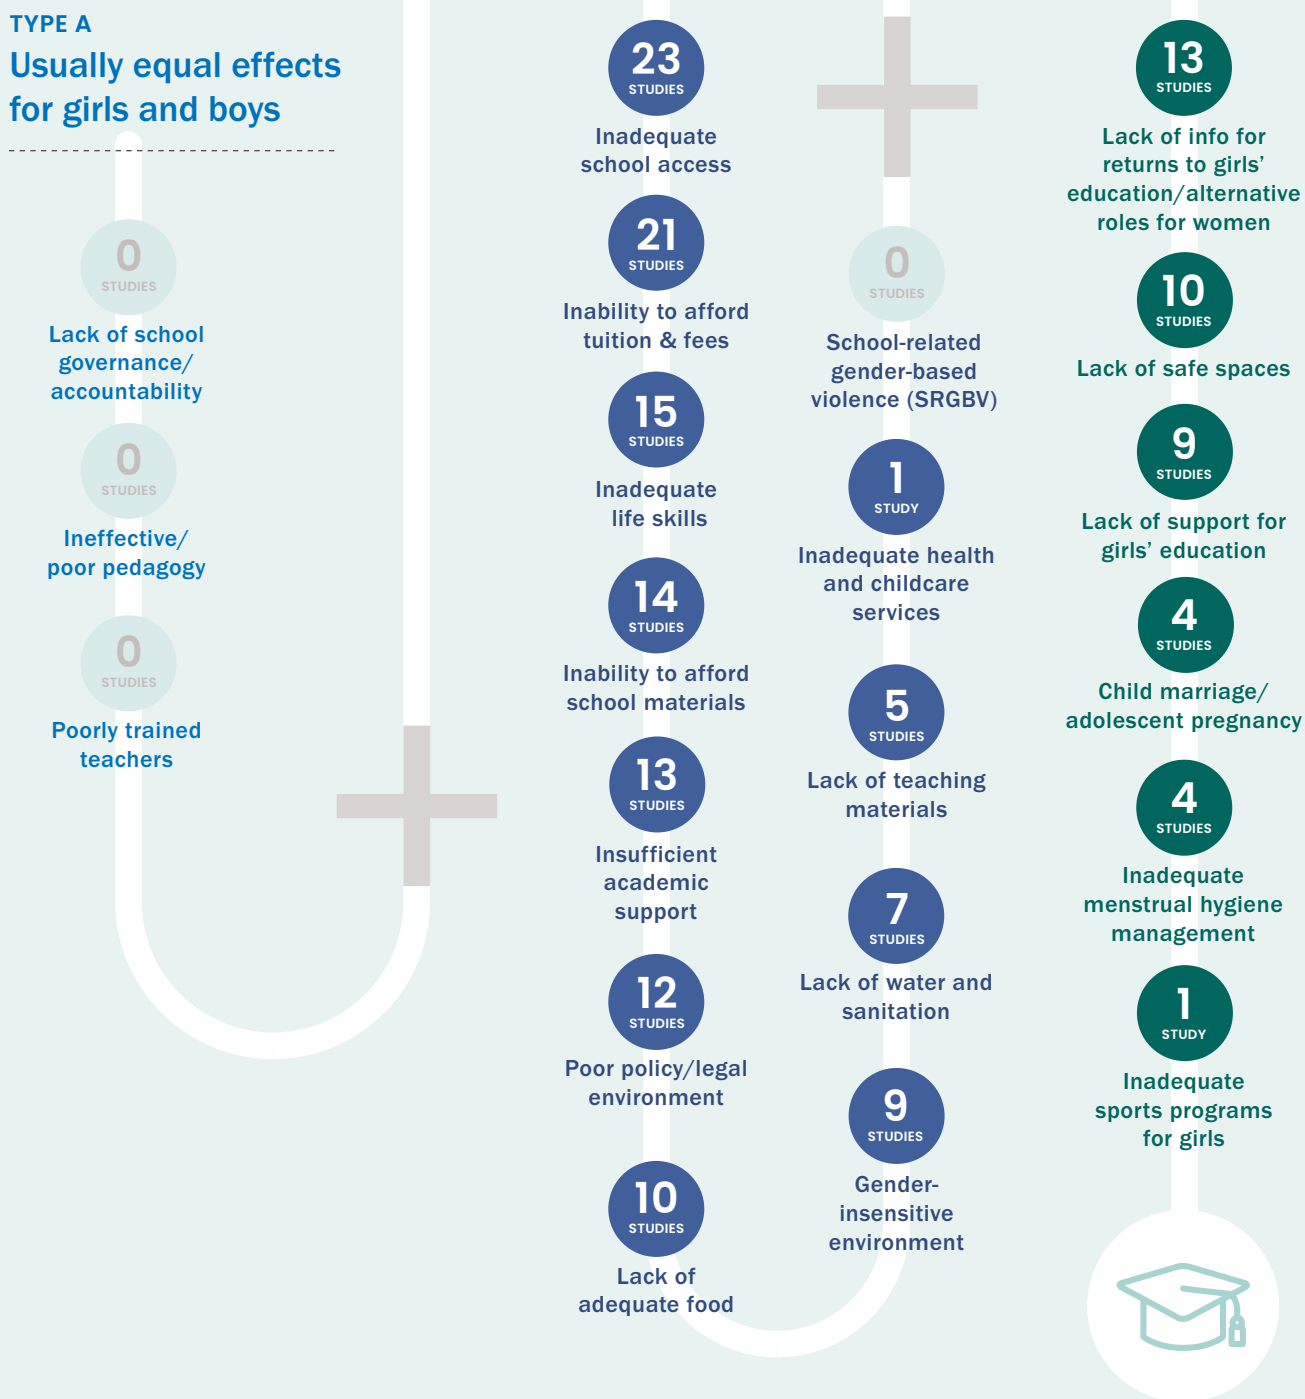 TYPE A
Usually equal effects
for girls and boys
0
STUDIES
Lack of school
governance/
accountability
0
STUDIES
Ineffective/
poor pedagogy
0
STUDIES
Poorly trained
teachers
23
STUDIES
Inadequate
school access
21
STUDIES
Inability to afford
tuition & fees
15
STUDIES
Inadequate
life skills
14
STUDIES
Inability to afford
school materials
13
STUDIES
Insufficient
academic
support
12
STUDIES
Poor policy/legal
environment
10
STUDIES
Lack of
adequate food
0
STUDIES
School-related
gender-based
violence (SRGBV)
1
STUDY
Inadequate health
and childcare
services
5
STUDIES
Lack of teaching
materials
7
STUDIES
Lack of water and
sanitation
9
STUDIES
Gender-
insensitive
environment
13
STUDIES
Lack of info for
returns to girls’
education/alternative
roles for women
10
STUDIES
Lack of safe spaces
9
STUDIES
Lack of support for
girls’ education
4
STUDIES
Child marriage/
adolescent pregnancy
4
STUDIES
Inadequate
menstrual hygiene
management
1
STUDY
Inadequate
sports programs
for girls